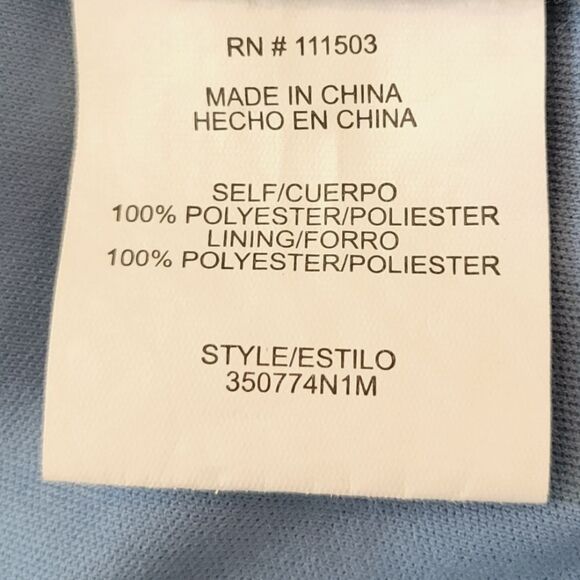 RN # 111503
MADE IN CHINA
HECHO EN CHINA
SELF/CUERPO
100% POLYESTER/POLIESTER
LINING/FORRO
100% POLYESTER/POLIESTER
STYLE/ESTILO
350774N1M